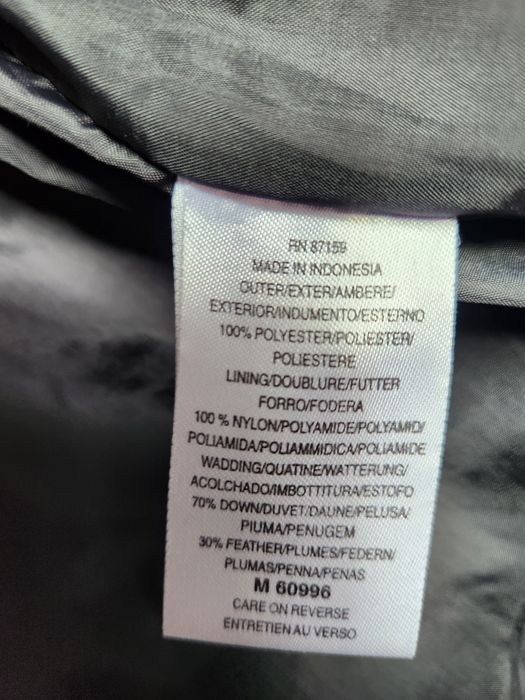 RN 87159
MADE IN INDONESIA
OUTER/EXTER/AMBERE/
EXTERIOR/INDUMENTO/ESTERNO
100% POLYESTER/POLIESTER/
POLIESTERE
LINING/DOUBLURE/FUTTER
FORRO/FODERA
100 % NYLON/POLYAMIDE/POLYAMID/
POLIAMIDA/POLIAMMIDICA/POLIAMIDE
WADDING/QUATINE/WATTERUNG/
ACOLCHADO/IMBOTTITURA/ESTOFO
70% DOWN/DUVET/DAUNE/PELUSA/
PIUMA/PENUGEM
30% FEATHER/PLUMES/FEDERN/
PLUMAS/PENNA/PENAS
M 60996
CARE ON REVERSE
ENTRETIEN AU VERSO